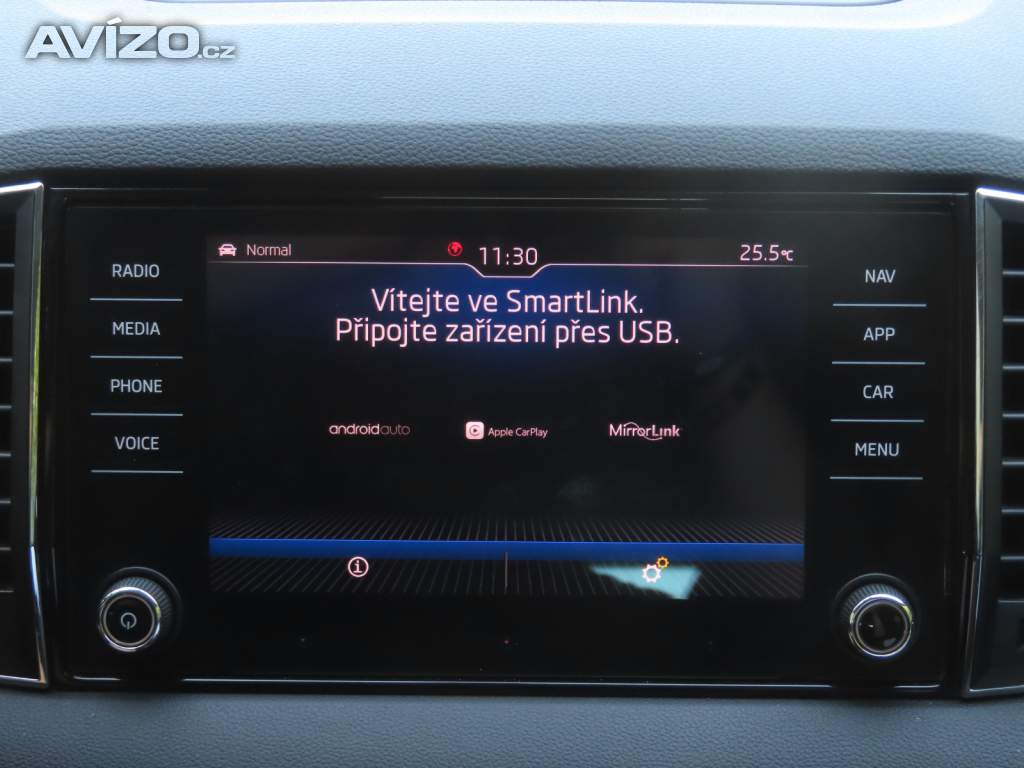 AVÍZO.cz
Normal
11:30
25.5°C
Vítejte ve SmartLink.
Připojte zařízení přes USB.
androidauto
Apple CarPlay
MirrorLink
RADIO
MEDIA
PHONE
VOICE
NAV
APP
CAR
MENU